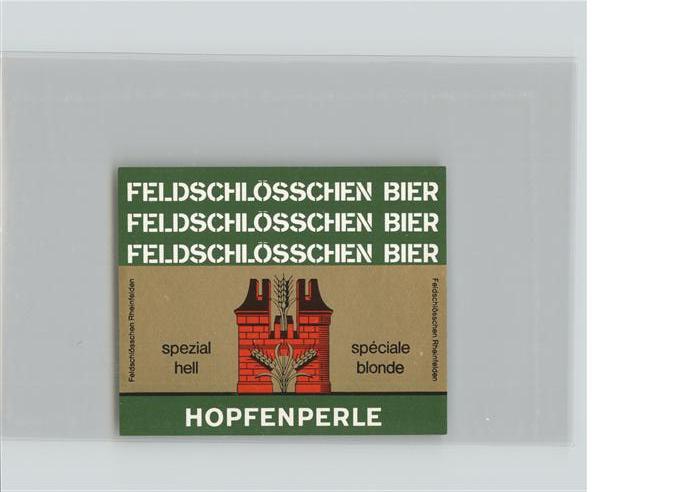 FELDSCHLÖSSCHEN BIER
FELDSCHLÖSSCHEN BIER
FELDSCHLÖSSCHEN BIER
Feldschlösschen Rheinfelden
spezial
hell
spéciale
blonde
Feldschlösschen Rheinfelden
HOPFENPERLE